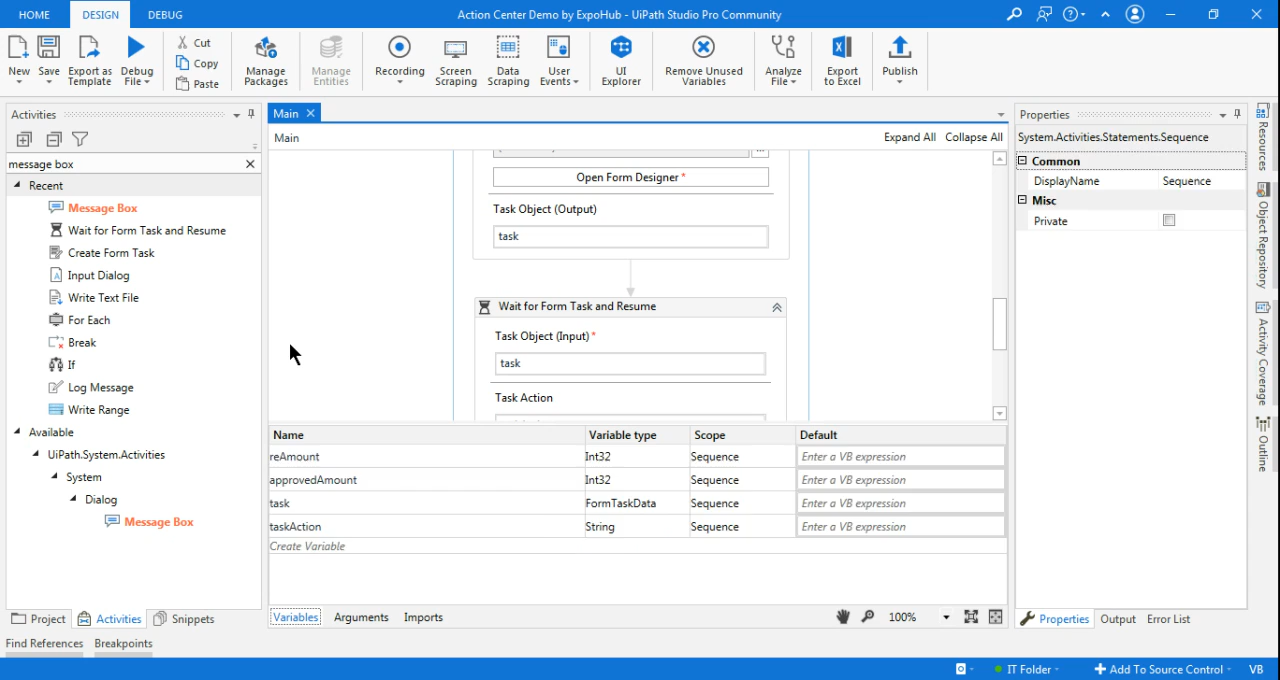 HOME DESIGN DEBUG Action Center Demo by ExpoHub - UiPath Studio Pro Community
New Save Export as Template Debug File Cut Copy Paste Manage Packages Manage Entities Recording Screen Scraping Data Scraping User Events UI Explorer Remove Unused Variables Analyze File Export to Excel Publish
Activities
message box
Recent
Message Box
Wait for Form Task and Resume
Create Form Task
Input Dialog
Write Text File
For Each
Break
If
Log Message
Write Range
Available
UiPath.System.Activities
System
Dialog
Message Box
Project Activities Snippets
Find References Breakpoints
Main
Main Expand All Collapse All
Open Form Designer *
Task Object (Output)
task
Wait for Form Task and Resume
Task Object (Input) *
task
Task Action
Name Variable type Scope Default
reAmount Int32 Sequence Enter a VB expression
approvedAmount Int32 Sequence Enter a VB expression
task FormTaskData Sequence Enter a VB expression
taskAction String Sequence Enter a VB expression
Create Variable
Variables Arguments Imports 100%
Properties
System.Activities.Statements.Sequence
Common
DisplayName Sequence
Misc
Private
Properties Output Error List
Resources
Object Repository
Activity Coverage
Outline
IT Folder Add To Source Control VB